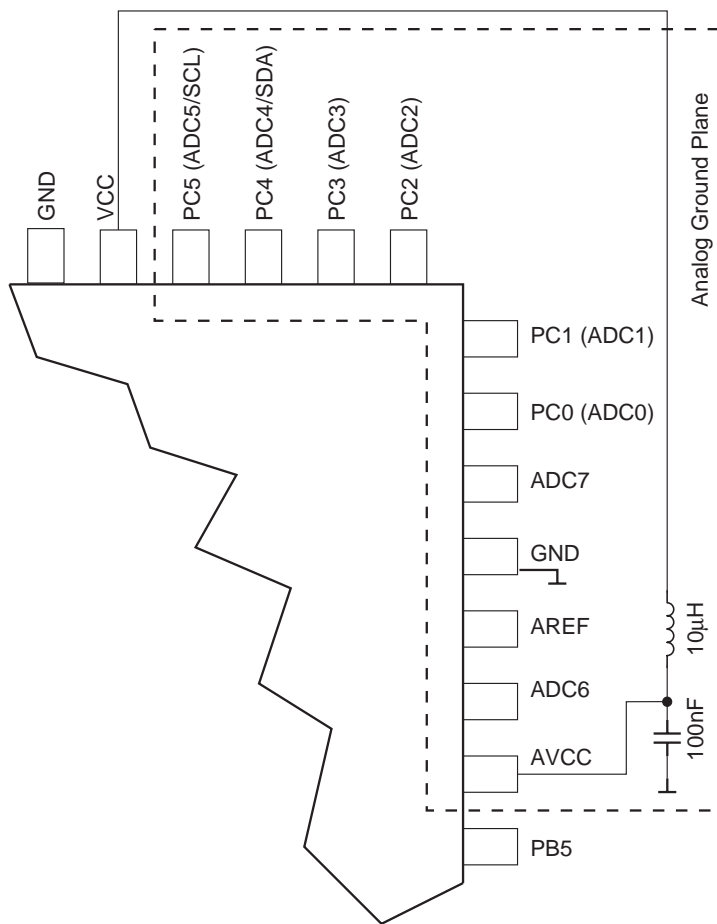 GND
VCC
PC5 (ADC5/SCL)
PC4 (ADC4/SDA)
PC3 (ADC3)
PC2 (ADC2)
Analog Ground Plane
PC1 (ADC1)
PC0 (ADC0)
ADC7
GND
AREF
10μH
ADC6
100nF
AVCC
PB5